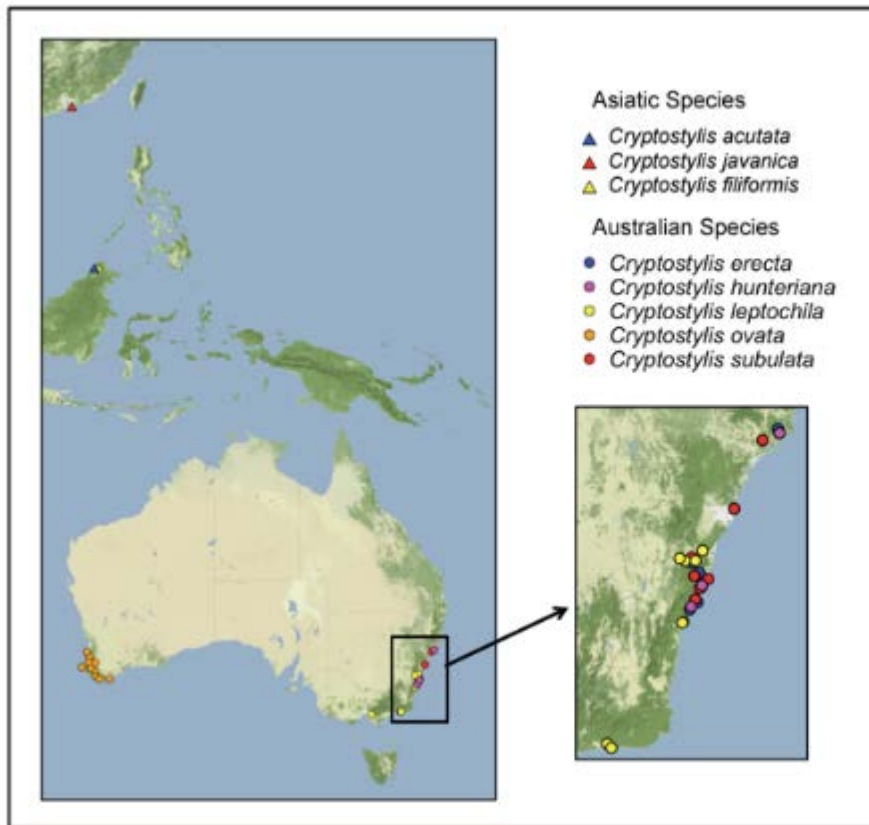 Asiatic Species
Cryptostylis acutata
Cryptostylis javanica
Cryptostylis filiformis
Australian Species
Cryptostylis erecta
Cryptostylis hunteriana
Cryptostylis leptochila
Cryptostylis ovata
Cryptostylis subulata